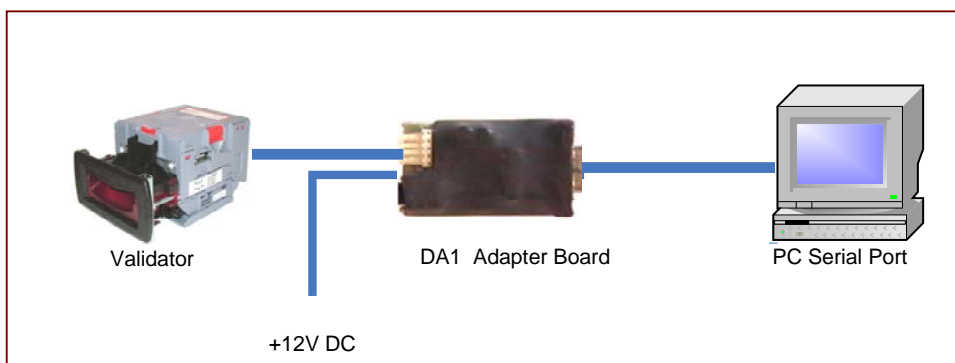 Validator
DA1 Adapter Board
PC Serial Port
+12V DC